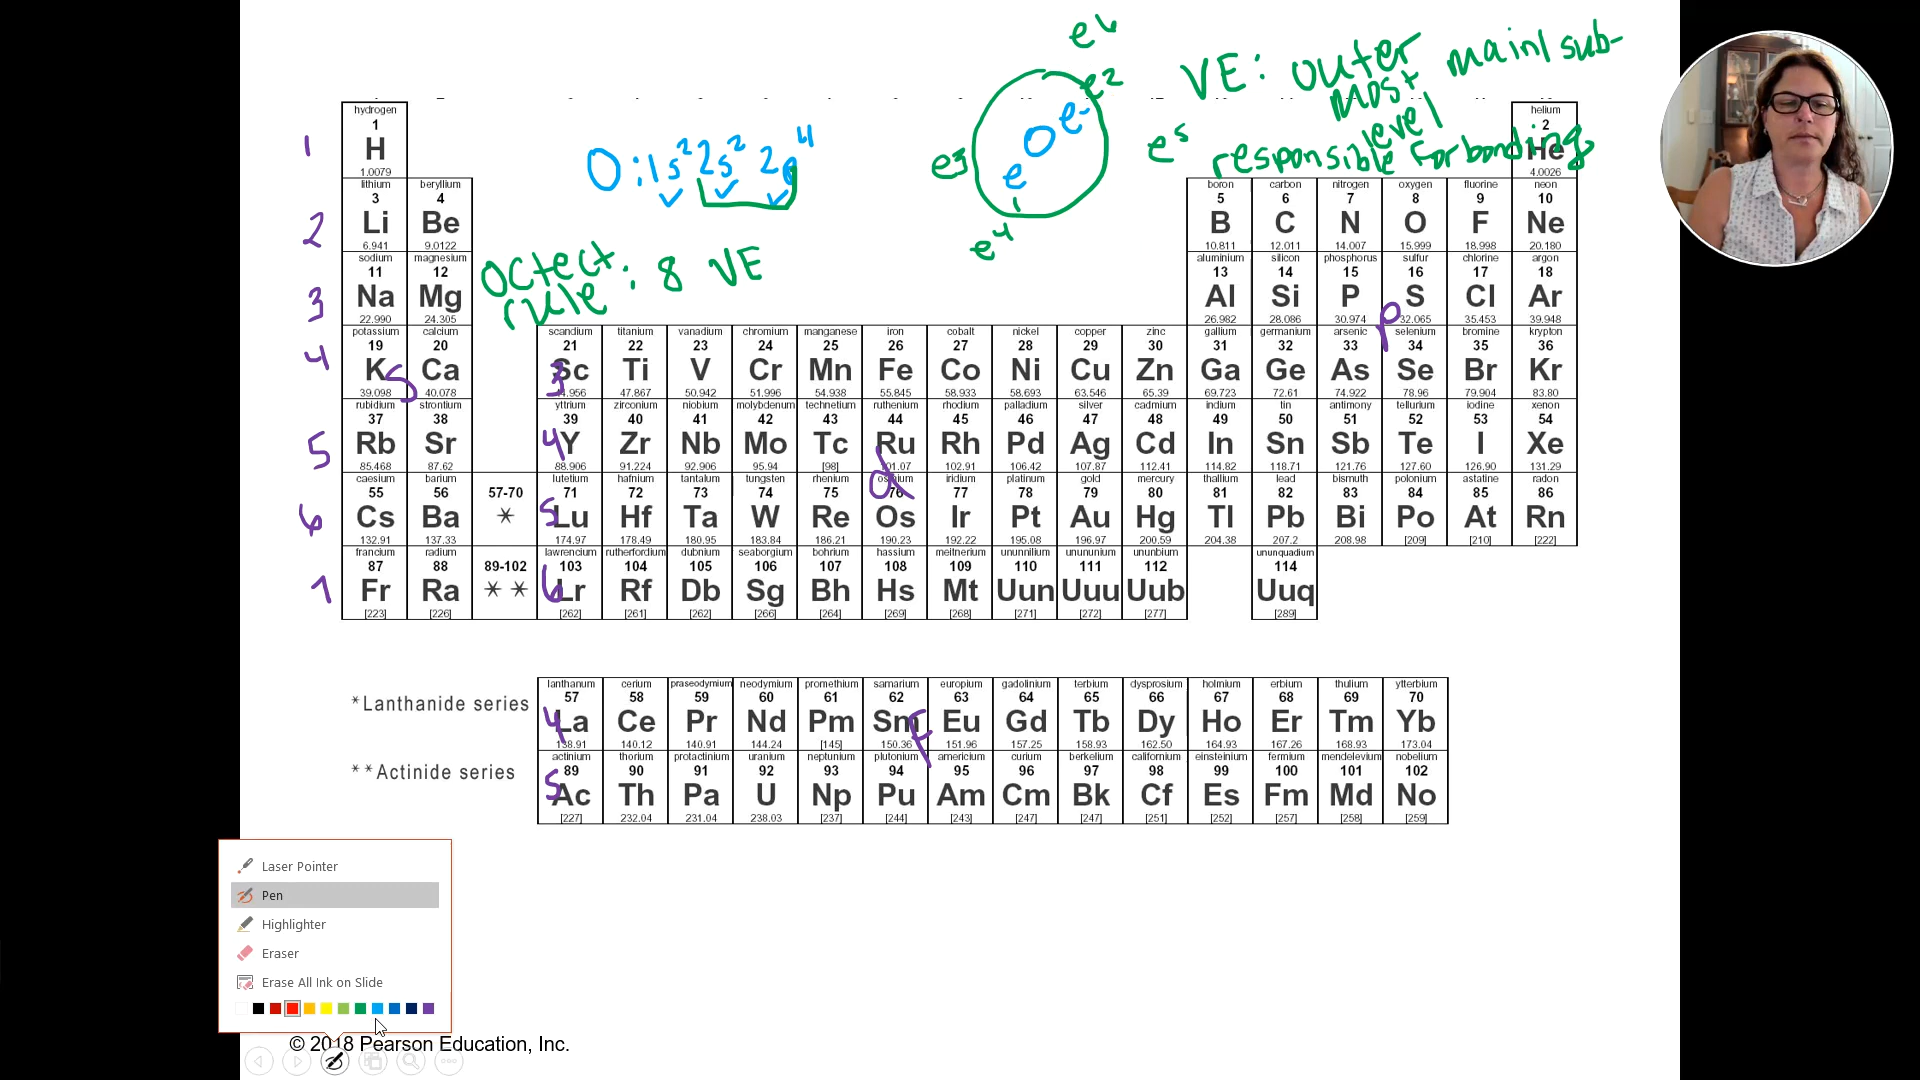 e6
e2
VE: outer most main/sub-level
responsible for bonding
O: 1s² 2s² 2p⁴
O e-
e
e3
e5
e4
1
octect rule: 8 VE
1
2
3
4
5
6
7
s
p
d
f
3
4
5
6
4
5
hydrogen 1 H 1.0079
helium 2 He 4.0026
lithium 3 Li 6.941
beryllium 4 Be 9.0122
boron 5 B 10.811
carbon 6 C 12.011
nitrogen 7 N 14.007
oxygen 8 O 15.999
fluorine 9 F 18.998
neon 10 Ne 20.180
sodium 11 Na 22.990
magnesium 12 Mg 24.305
aluminium 13 Al 26.982
silicon 14 Si 28.086
phosphorus 15 P 30.974
sulfur 16 S 32.065
chlorine 17 Cl 35.453
argon 18 Ar 39.948
potassium 19 K 39.098
calcium 20 Ca 40.078
scandium 21 Sc 44.956
titanium 22 Ti 47.867
vanadium 23 V 50.942
chromium 24 Cr 51.996
manganese 25 Mn 54.938
iron 26 Fe 55.845
cobalt 27 Co 58.933
nickel 28 Ni 58.693
copper 29 Cu 63.546
zinc 30 Zn 65.39
gallium 31 Ga 69.723
germanium 32 Ge 72.61
arsenic 33 As 74.922
selenium 34 Se 78.96
bromine 35 Br 79.904
krypton 36 Kr 83.80
rubidium 37 Rb 85.468
strontium 38 Sr 87.62
yttrium 39 Y 88.906
zirconium 40 Zr 91.224
niobium 41 Nb 92.906
molybdenum 42 Mo 95.94
technetium 43 Tc [98]
ruthenium 44 Ru 101.07
rhodium 45 Rh 102.91
palladium 46 Pd 106.42
silver 47 Ag 107.87
cadmium 48 Cd 112.41
indium 49 In 114.82
tin 50 Sn 118.71
antimony 51 Sb 121.76
tellurium 52 Te 127.60
iodine 53 I 126.90
xenon 54 Xe 131.29
caesium 55 Cs 132.91
barium 56 Ba 137.33
57-70 *
lutetium 71 Lu 174.97
hafnium 72 Hf 178.49
tantalum 73 Ta 180.95
tungsten 74 W 183.84
rhenium 75 Re 186.21
osmium 76 Os 190.23
iridium 77 Ir 192.22
platinum 78 Pt 195.08
gold 79 Au 196.97
mercury 80 Hg 200.59
thallium 81 Tl 204.38
lead 82 Pb 207.2
bismuth 83 Bi 208.98
polonium 84 Po [209]
astatine 85 At [210]
radon 86 Rn [222]
francium 87 Fr [223]
radium 88 Ra [226]
89-102 * *
lawrencium 103 Lr [262]
rutherfordium 104 Rf [261]
dubnium 105 Db [262]
seaborgium 106 Sg [266]
bohrium 107 Bh [264]
hassium 108 Hs [269]
meitnerium 109 Mt [268]
ununnilium 110 Uun [271]
unununium 111 Uuu [272]
ununbium 112 Uub [277]
ununquadium 114 Uuq [289]
*Lanthanide series
lanthanum 57 La 138.91
cerium 58 Ce 140.12
praseodymium 59 Pr 140.91
neodymium 60 Nd 144.24
promethium 61 Pm [145]
samarium 62 Sm 150.36
europium 63 Eu 151.96
gadolinium 64 Gd 157.25
terbium 65 Tb 158.93
dysprosium 66 Dy 162.50
holmium 67 Ho 164.93
erbium 68 Er 167.26
thulium 69 Tm 168.93
ytterbium 70 Yb 173.04
**Actinide series
actinium 89 Ac [227]
thorium 90 Th 232.04
protactinium 91 Pa 231.04
uranium 92 U 238.03
neptunium 93 Np [237]
plutonium 94 Pu [244]
americium 95 Am [243]
curium 96 Cm [247]
berkelium 97 Bk [247]
californium 98 Cf [251]
einsteinium 99 Es [252]
fermium 100 Fm [257]
mendelevium 101 Md [258]
nobelium 102 No [259]
Laser Pointer
Pen
Highlighter
Eraser
Erase All Ink on Slide
© 2018 Pearson Education, Inc.